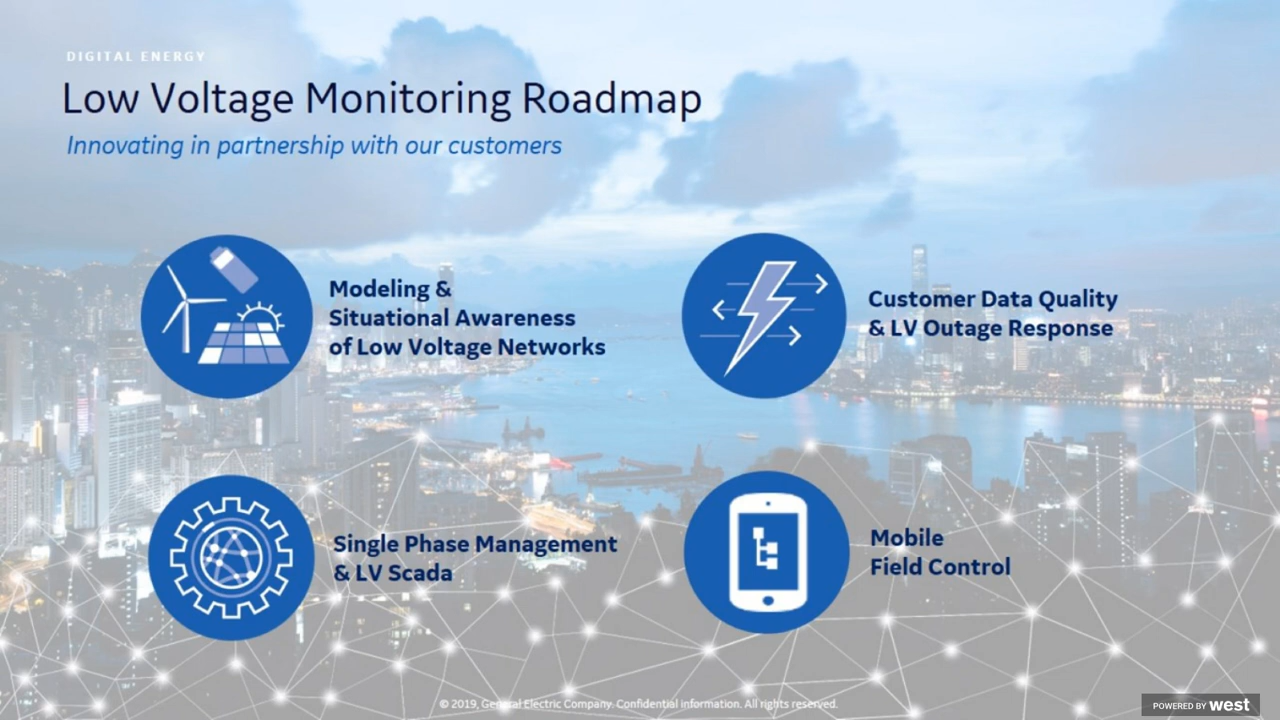 DIGITAL ENERGY
Low Voltage Monitoring Roadmap
Innovating in partnership with our customers
Modeling &
Situational Awareness
of Low Voltage Networks
Customer Data Quality
& LV Outage Response
Single Phase Management
& LV Scada
Mobile
Field Control
© 2019, General Electric Company. Confidential information. All rights reserved.
POWERED BY west